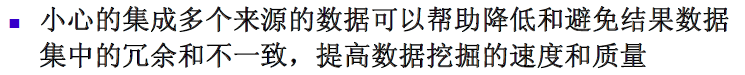 ▪ 小心的集成多个来源的数据可以帮助降低和避免结果数据
集中的冗余和不一致，提高数据挖掘的速度和质量